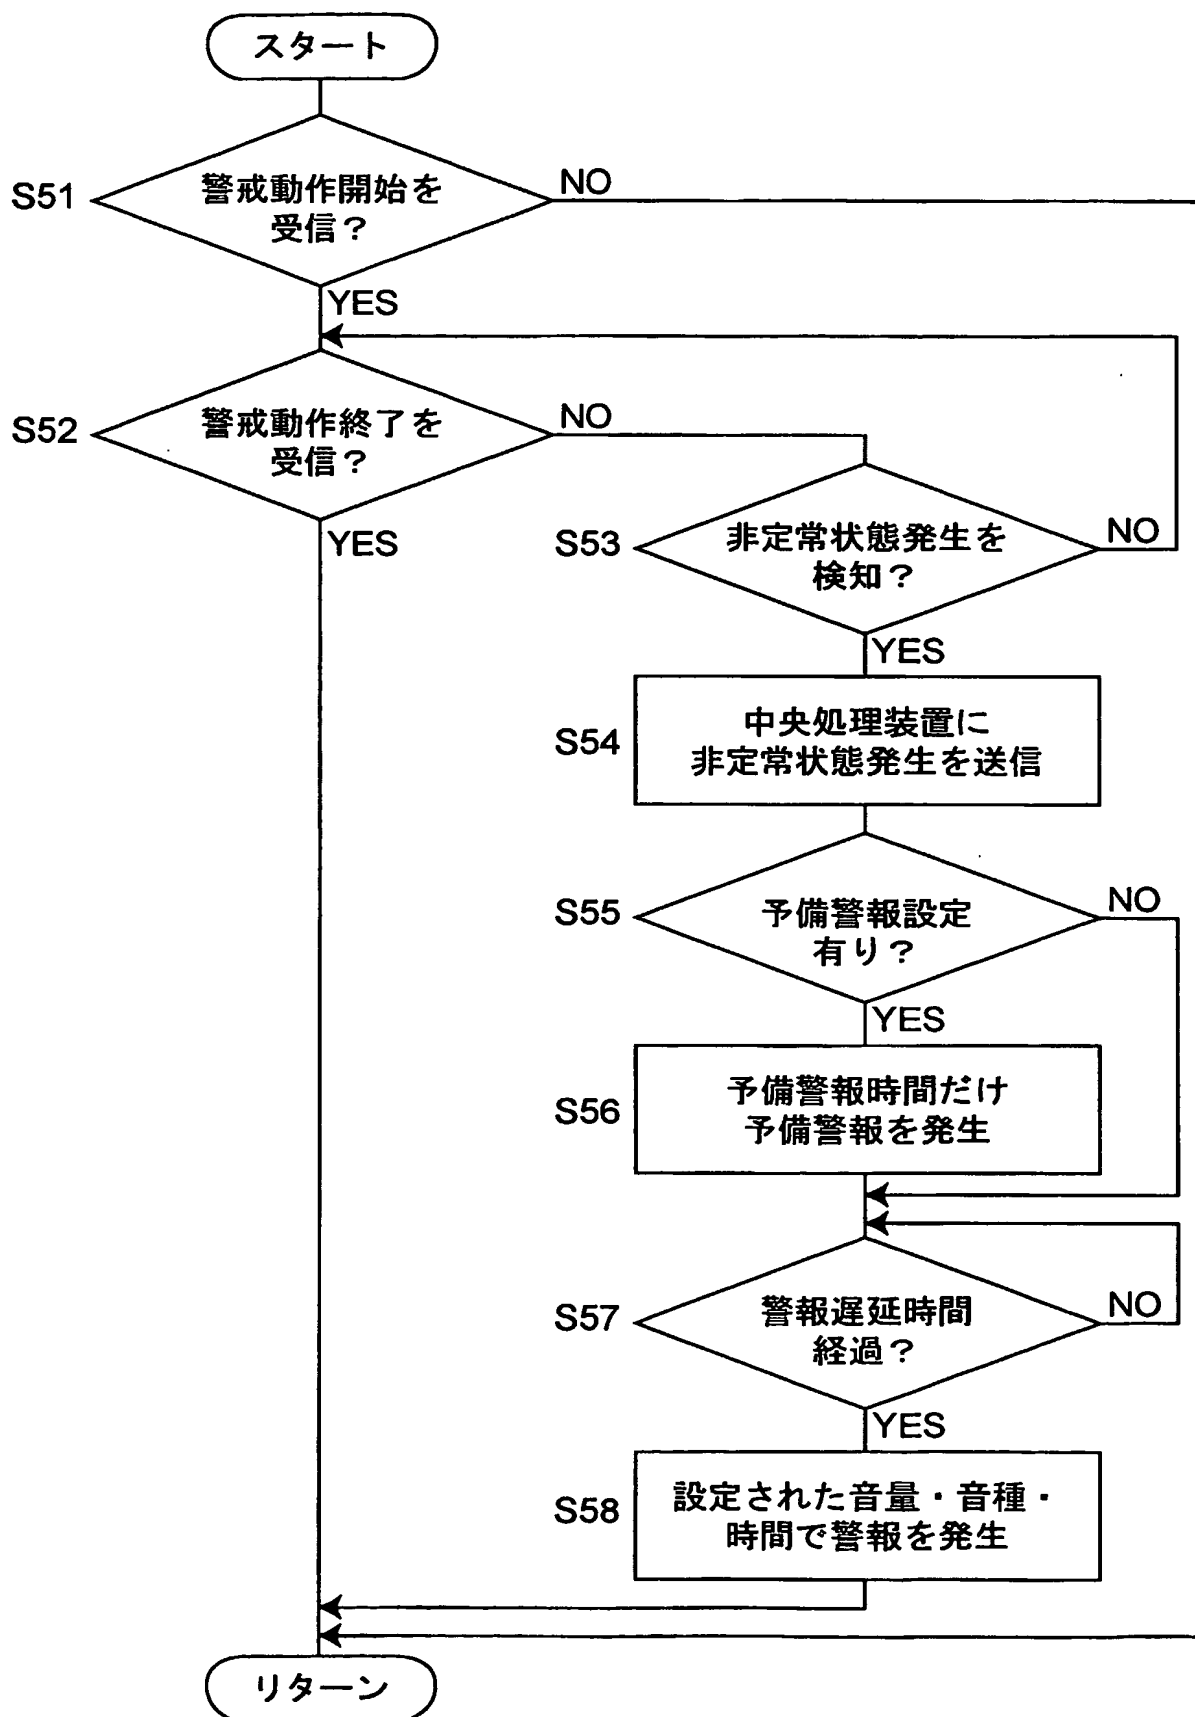 スタート
S51
警戒動作開始を
受信？
NO
YES
S52
警戒動作終了を
受信？
NO
YES
S53
非定常状態発生を
検知？
NO
YES
S54
中央処理装置に
非定常状態発生を送信
S55
予備警報設定
有り？
NO
YES
S56
予備警報時間だけ
予備警報を発生
S57
警報遅延時間
経過？
NO
YES
S58
設定された音量・音種・
時間で警報を発生
リターン